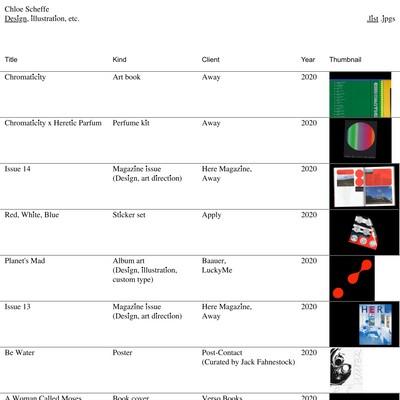 Chloe Scheffe
Design, Illustration, etc.
.list .jpgs
Title Kind Client Year Thumbnail
Chromaticity Art book Away 2020
Chromaticity x Heretic Parfum Perfume kit Away 2020
Issue 14 Magazine issue Here Magazine, 2020
(Design, art direction) Away
Red, White, Blue Sticker set Apply 2020
Planet's Mad Album art Baauer, 2020
(Design, illustration, LuckyMe
custom type)
Issue 13 Magazine issue Here Magazine, 2020
(Design, art direction) Away
HERE
Be Water Poster Post-Contact 2020
(Curated by Jack Fahnestock)
A Woman Called Moses Book cover Verso Books 2020